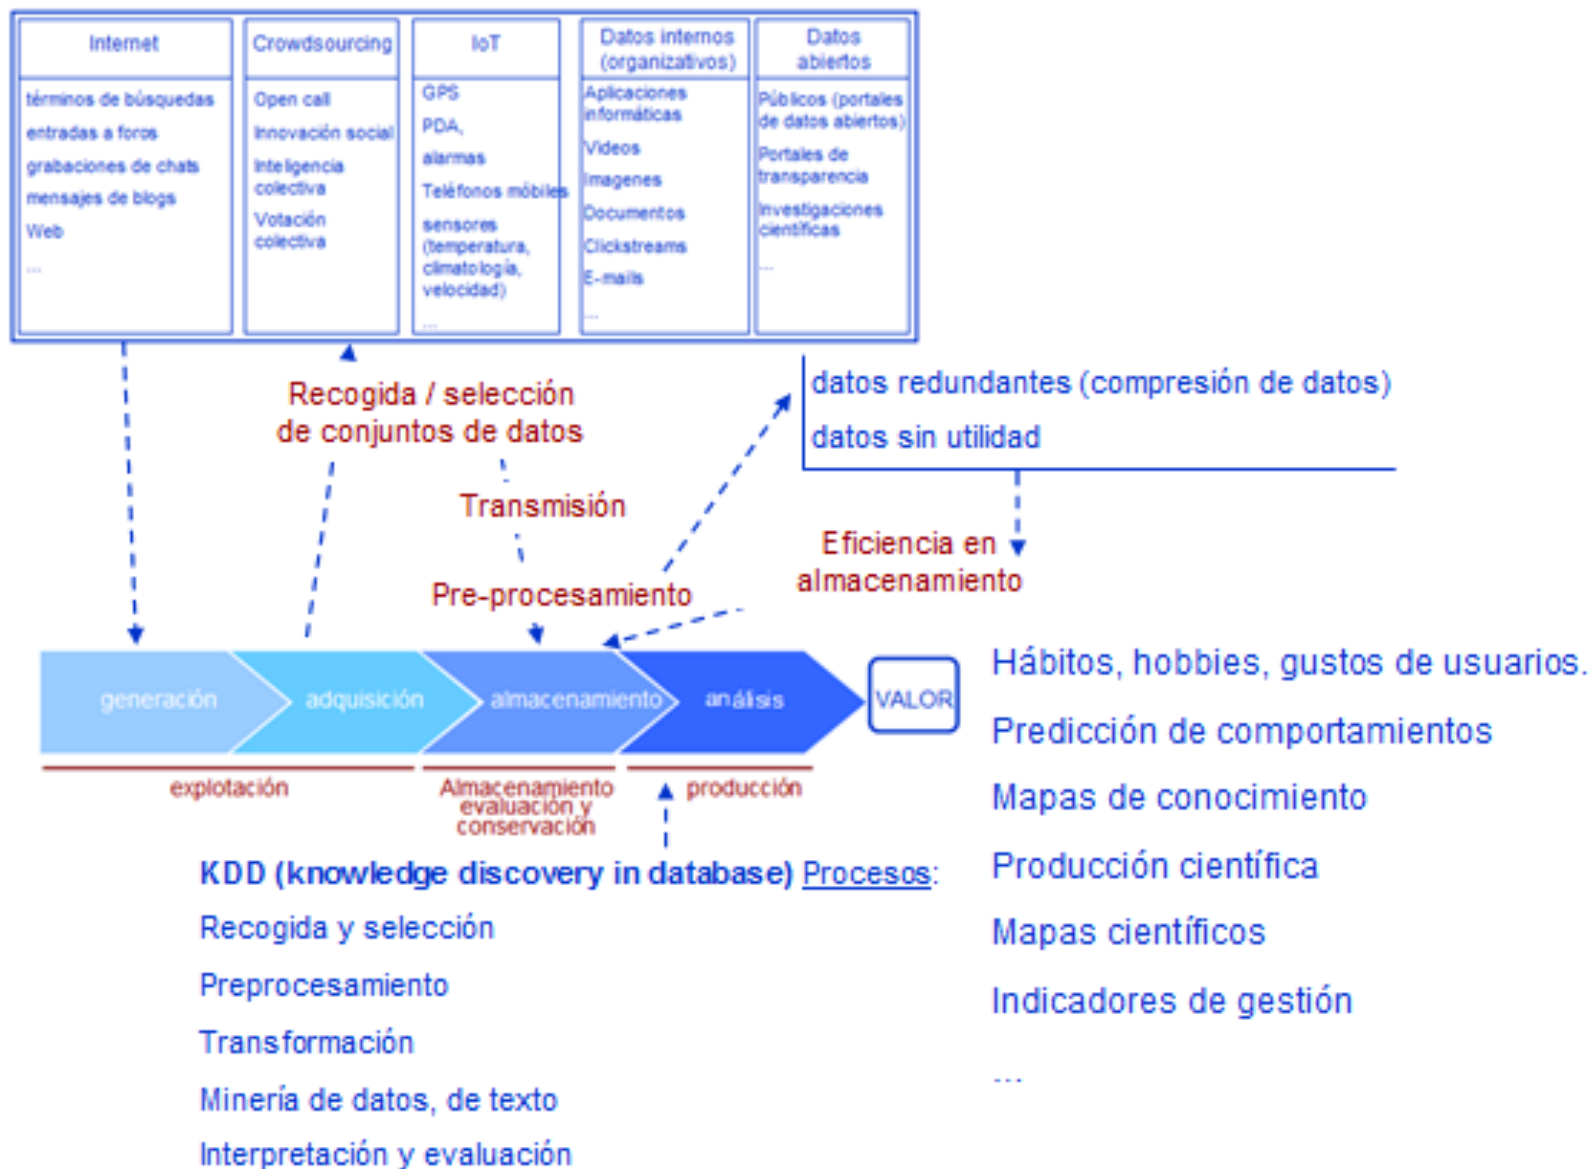 Internet
términos de búsquedas
entradas a foros
grabaciones de chats
mensajes de blogs
Web
...
Crowdsourcing
Open call
Innovación social
Inteligencia
colectiva
Votación
colectiva
IoT
GPS
PDA,
alarmas
Teléfonos móbiles
sensores
(temperatura,
climatología,
velocidad)
...
Datos internos
(organizativos)
Aplicaciones
informáticas
Videos
Imagenes
Documentos
Clickstreams
E-mails
...
Datos
abiertos
Públicos (portales
de datos abiertos)
Portales de
transparencia
Investigaciones
científicas
...
Recogida / selección
de conjuntos de datos
Transmisión
Pre-procesamiento
datos redundantes (compresión de datos)
datos sin utilidad
Eficiencia en
almacenamiento
generación
adquisición
almacenamiento
análisis
VALOR
explotación
Almacenamiento
evaluación y
conservación
producción
KDD (knowledge discovery in database) Procesos:
Recogida y selección
Preprocesamiento
Transformación
Minería de datos, de texto
Interpretación y evaluación
Hábitos, hobbies, gustos de usuarios.
Predicción de comportamientos
Mapas de conocimiento
Producción científica
Mapas científicos
Indicadores de gestión
...